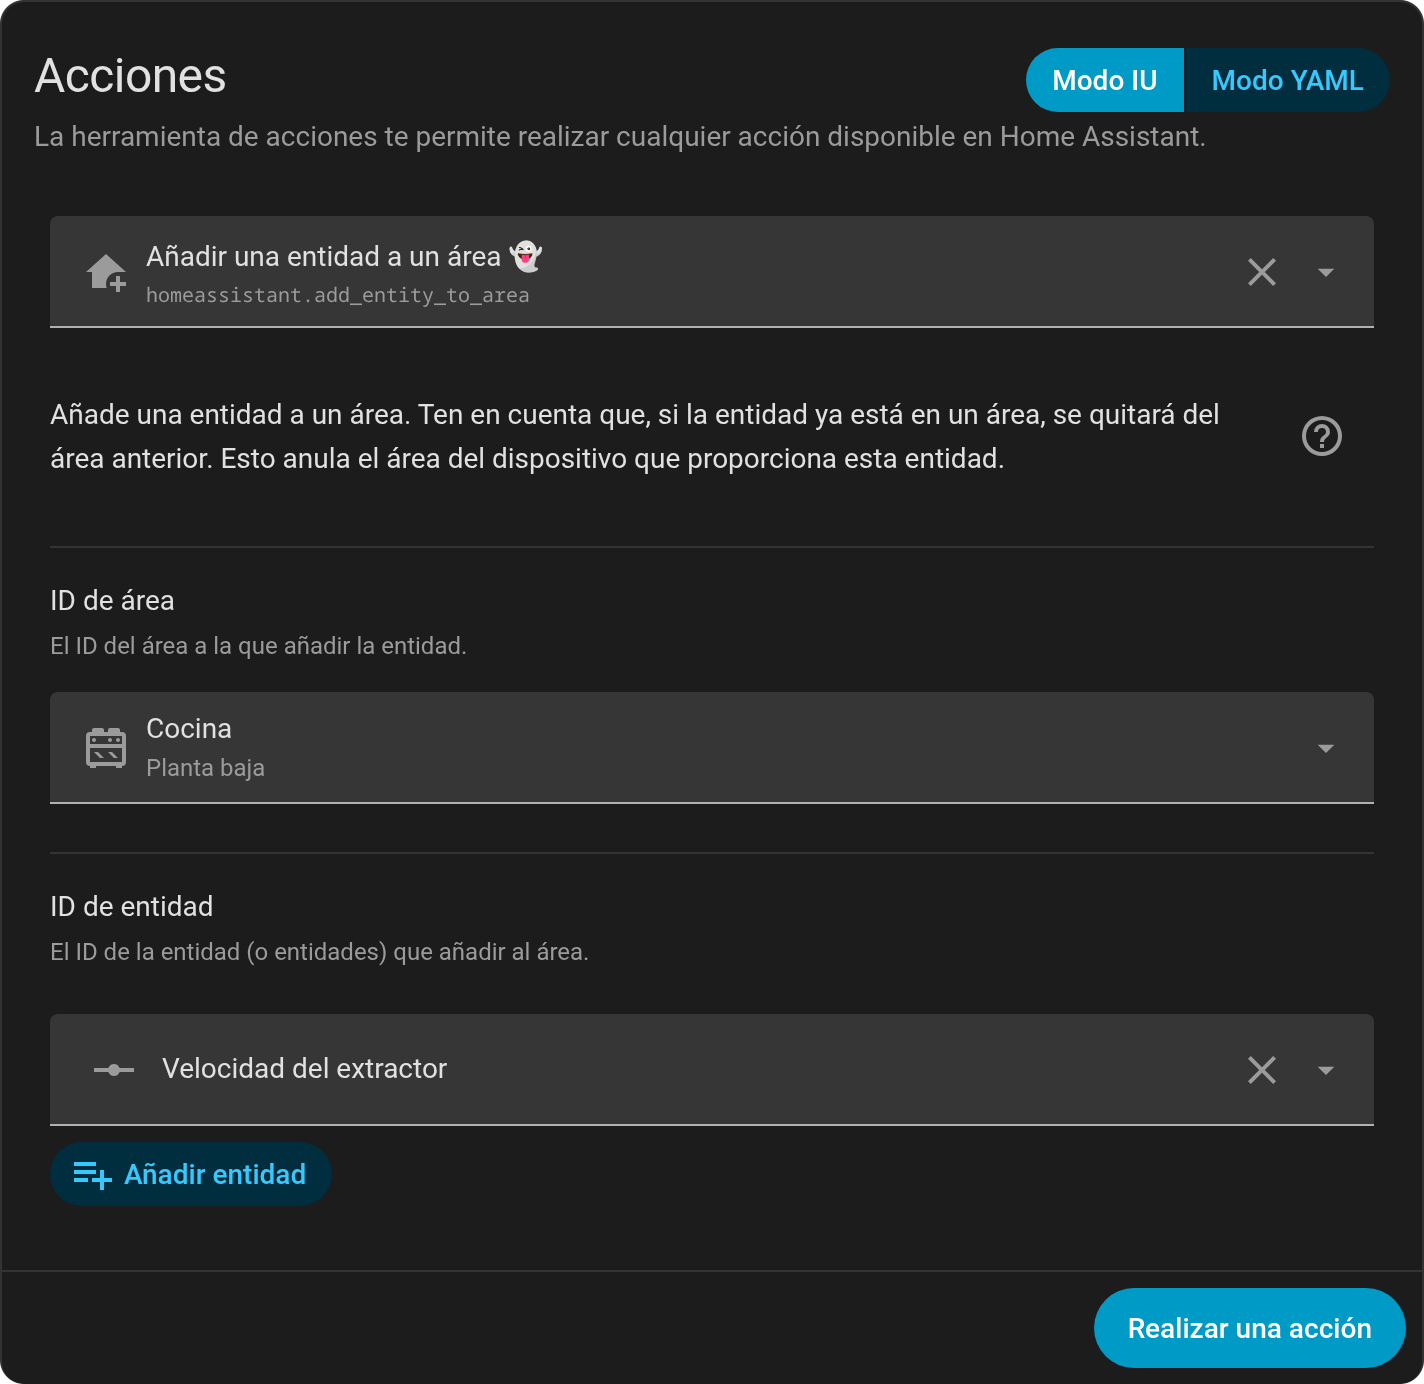 Acciones
Modo IU
Modo YAML
La herramienta de acciones te permite realizar cualquier acción disponible en Home Assistant.
Añadir una entidad a un área 👻
homeassistant.add_entity_to_area
Añade una entidad a un área. Ten en cuenta que, si la entidad ya está en un área, se quitará del
área anterior. Esto anula el área del dispositivo que proporciona esta entidad.
ID de área
El ID del área a la que añadir la entidad.
Cocina
Planta baja
ID de entidad
El ID de la entidad (o entidades) que añadir al área.
Velocidad del extractor
Añadir entidad
Realizar una acción